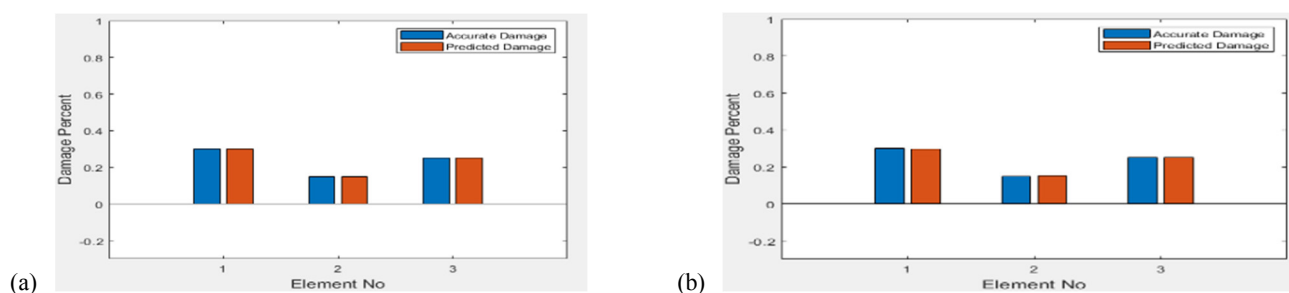 1
0.8
0.6
0.4
0.2
0
-0.2
Damage Percent
Accurate Damage
Predicted Damage
1 2 3
Element No
(a)
1
0.8
0.6
0.4
0.2
0
-0.2
Damage Percent
Accurate Damage
Predicted Damage
1 2 3
Element No
(b)